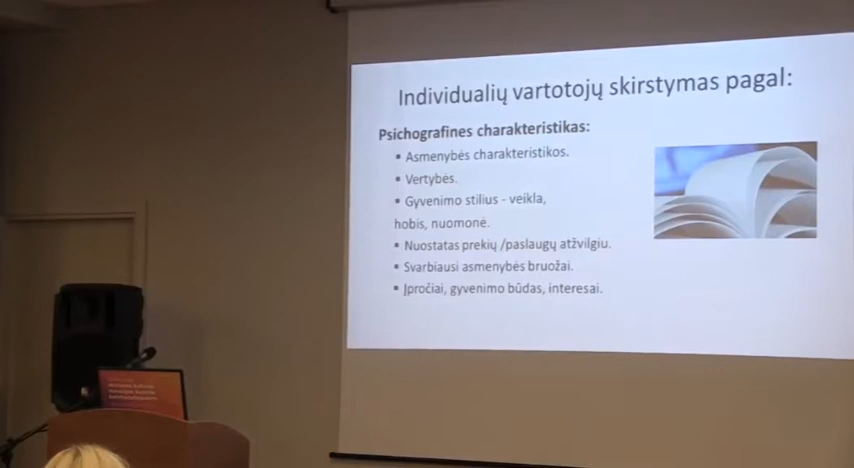 Individualių vartotojų skirstymas pagal:
Psichografines charakteristikas:
▪ Asmenybės charakteristikos.
▪ Vertybės.
▪ Gyvenimo stilius - veikla,
hobis, nuomonė.
▪ Nuostatas prekių /paslaugų atžvilgiu.
▪ Svarbiausi asmenybės bruožai.
▪ Įpročiai, gyvenimo būdas, interesai.